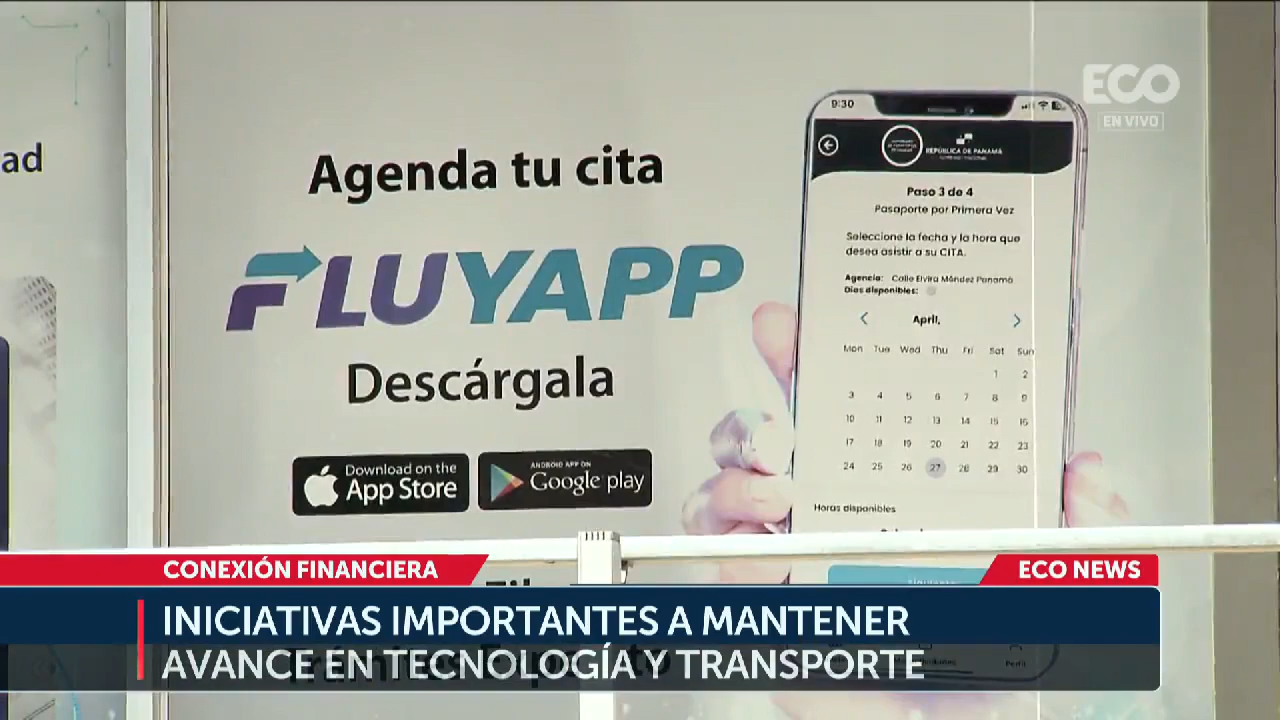 ad
Agenda tu cita
FLUYAPP
Descárgala
Download on the
App Store
ANDROID APP ON
Google play
9:30
REPÚBLICA DE PANAMÁ
Paso 3 de 4
Pasaporte por Primera Vez
Seleccione la fecha y la hora que
desea asistir a su CITA.
Agencia: Calle Elvira Méndez Panamá
Días disponibles:
April,
Mon Tue Wed Thu Fri Sat Sun
1 2
3 4 5 6 7 8 9
10 11 12 13 14 15 16
17 18 19 20 21 22 23
24 25 26 27 28 29 30
Horas disponibles
Perfil
ECO
EN VIVO
CONEXIÓN FINANCIERA
ECO NEWS
INICIATIVAS IMPORTANTES A MANTENER
AVANCE EN TECNOLOGÍA Y TRANSPORTE